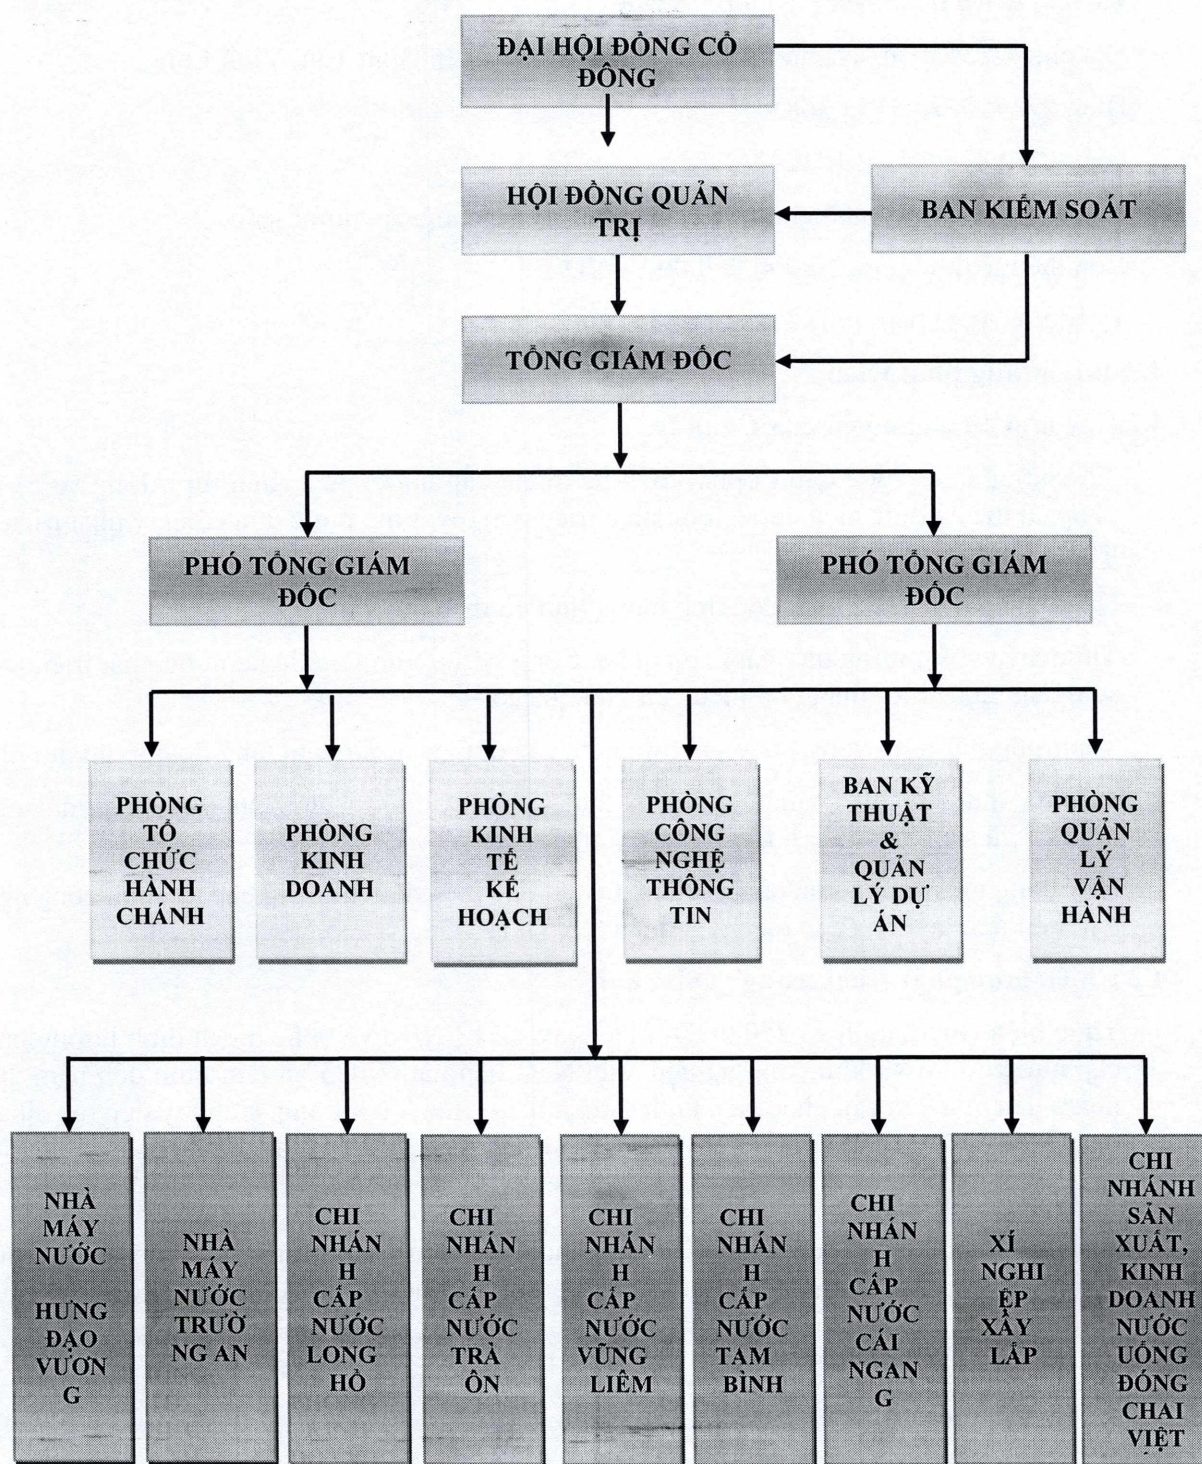 ĐẠI HỘI ĐỒNG CỔ
ĐÔNG
HỘI ĐỒNG QUẢN
TRỊ
BAN KIỂM SOÁT
TỔNG GIÁM ĐỐC
PHÓ TỔNG GIÁM
ĐỐC
PHÓ TỔNG GIÁM
ĐỐC
PHÒNG
TỔ
CHỨC
HÀNH
CHÁNH
PHÒNG
KINH
DOANH
PHÒNG
KINH
TẾ
KẾ
HOẠCH
PHÒNG
CÔNG
NGHỆ
THÔNG
TIN
BAN KỸ
THUẬT
&
QUẢN
LÝ DỰ
ÁN
PHÒNG
QUẢN
LÝ
VẬN
HÀNH
NHÀ
MÁY
NƯỚC
HƯNG
ĐẠO
VƯƠN
G
NHÀ
MÁY
NƯỚC
TRƯỜ
NG AN
CHI
NHÁN
H
CẤP
NƯỚC
LONG
HỒ
CHI
NHÁN
H
CẤP
NƯỚC
TRÀ
ÔN
CHI
NHÁN
H
CẤP
NƯỚC
VŨNG
LIÊM
CHI
NHÁN
H
CẤP
NƯỚC
TAM
BÌNH
CHI
NHÁN
H
CẤP
NƯỚC
CÁI
NGAN
G
XÍ
NGHI
ỆP
XÂY
LẮP
CHI
NHÁNH
SẢN
XUẤT,
KINH
DOANH
NƯỚC
UỐNG
ĐÓNG
CHAI
VIỆT